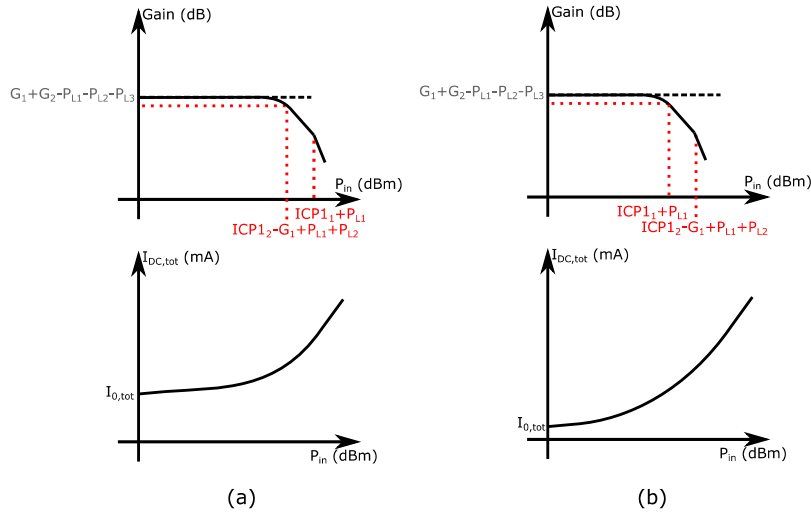 Gain (dB)
G1+G2-PL1-PL2-PL3
Pin (dBm)
ICP11+PL1
ICP12-G1+PL1+PL2
IDC,tot (mA)
I0,tot
Pin (dBm)
(a)
Gain (dB)
G1+G2-PL1-PL2-PL3
Pin (dBm)
ICP11+PL1
ICP12-G1+PL1+PL2
IDC,tot (mA)
I0,tot
Pin (dBm)
(b)